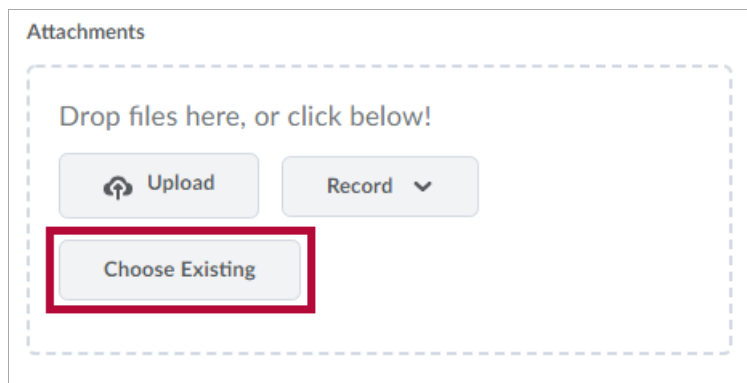 Attachments
Drop files here, or click below!
Upload
Record
Choose Existing